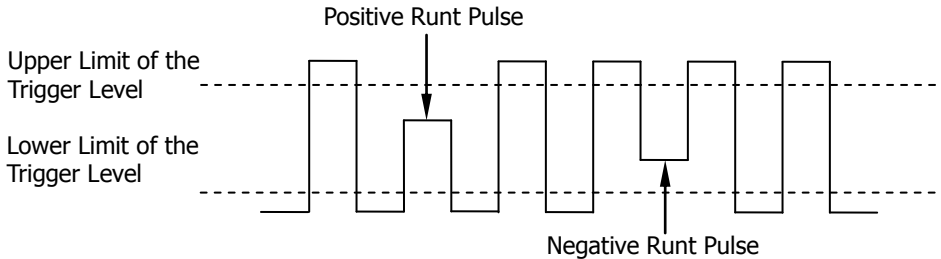 Positive Runt Pulse
Upper Limit of the
Trigger Level
Lower Limit of the
Trigger Level
Negative Runt Pulse